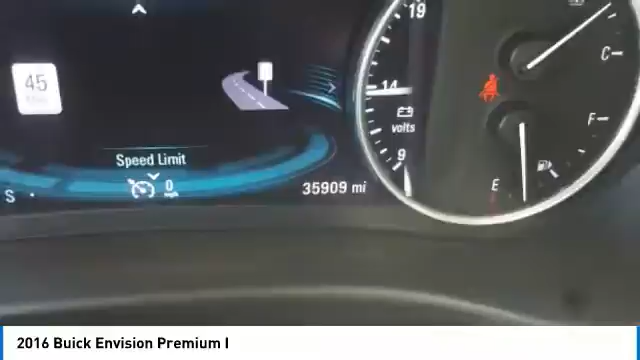 19
45
C
14
volts
F
9
Speed Limit
E
S
0
35909 mi
2016 Buick Envision Premium I